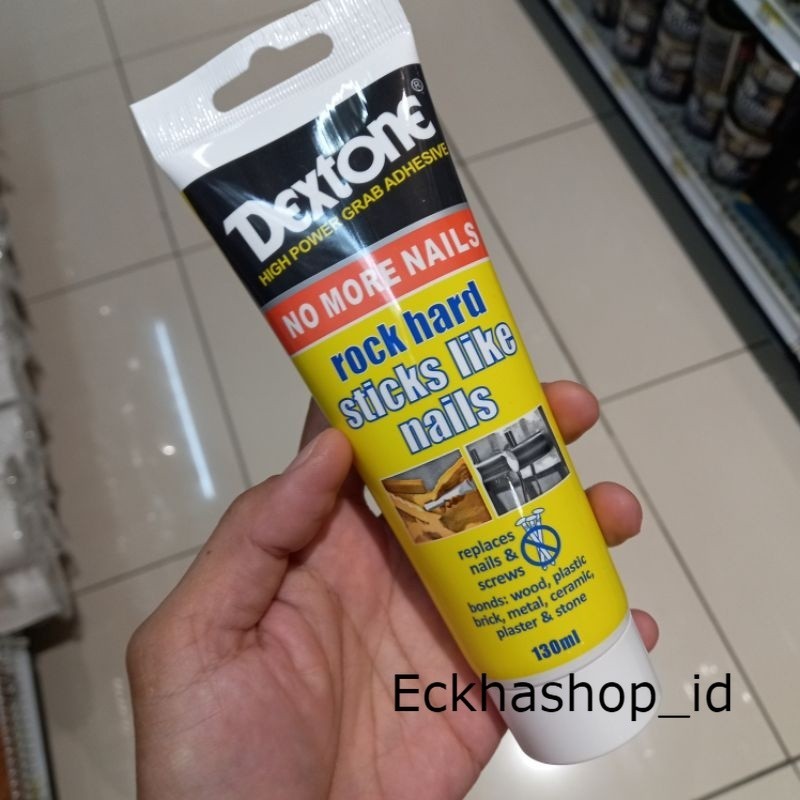 Dextone®
HIGH POWER GRAB ADHESIVE
NO MORE NAILS
rock hard
sticks like
nails
replaces
nails &
screws
bonds: wood, plastic
brick, metal, ceramic,
plaster & stone
130ml
Eckhashop_id